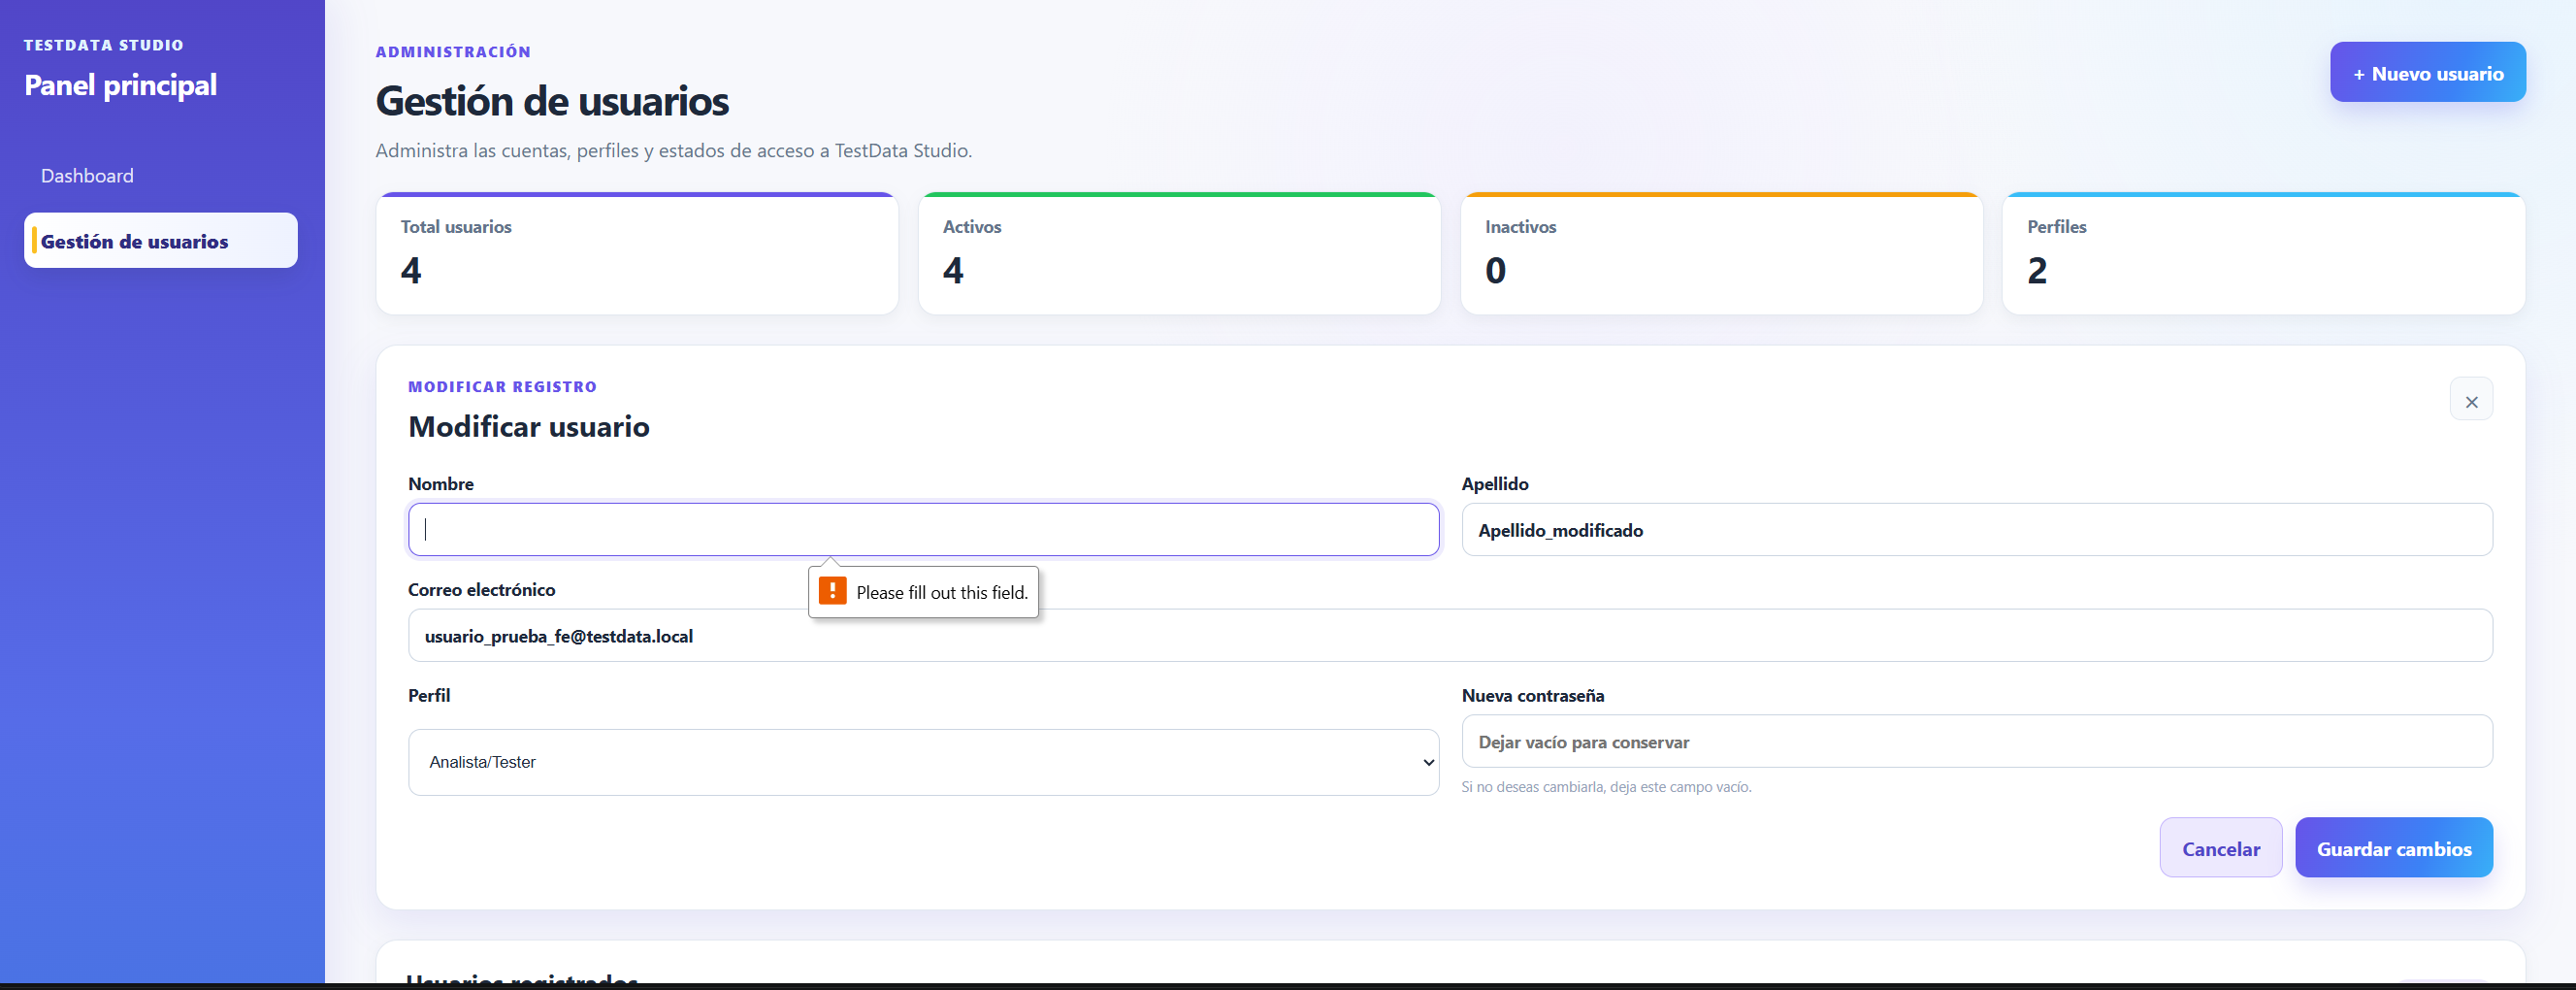 TESTDATA STUDIO
Panel principal
Dashboard
Gestión de usuarios
ADMINISTRACIÓN
Gestión de usuarios
Administra las cuentas, perfiles y estados de acceso a TestData Studio.
+ Nuevo usuario
Total usuarios
4
Activos
4
Inactivos
0
Perfiles
2
MODIFICAR REGISTRO
Modificar usuario
×
Nombre
Apellido
Apellido_modificado
Please fill out this field.
Correo electrónico
usuario_prueba_fe@testdata.local
Perfil
Analista/Tester
Nueva contraseña
Dejar vacío para conservar
Si no deseas cambiarla, deja este campo vacío.
Cancelar
Guardar cambios
Usuarios registrados